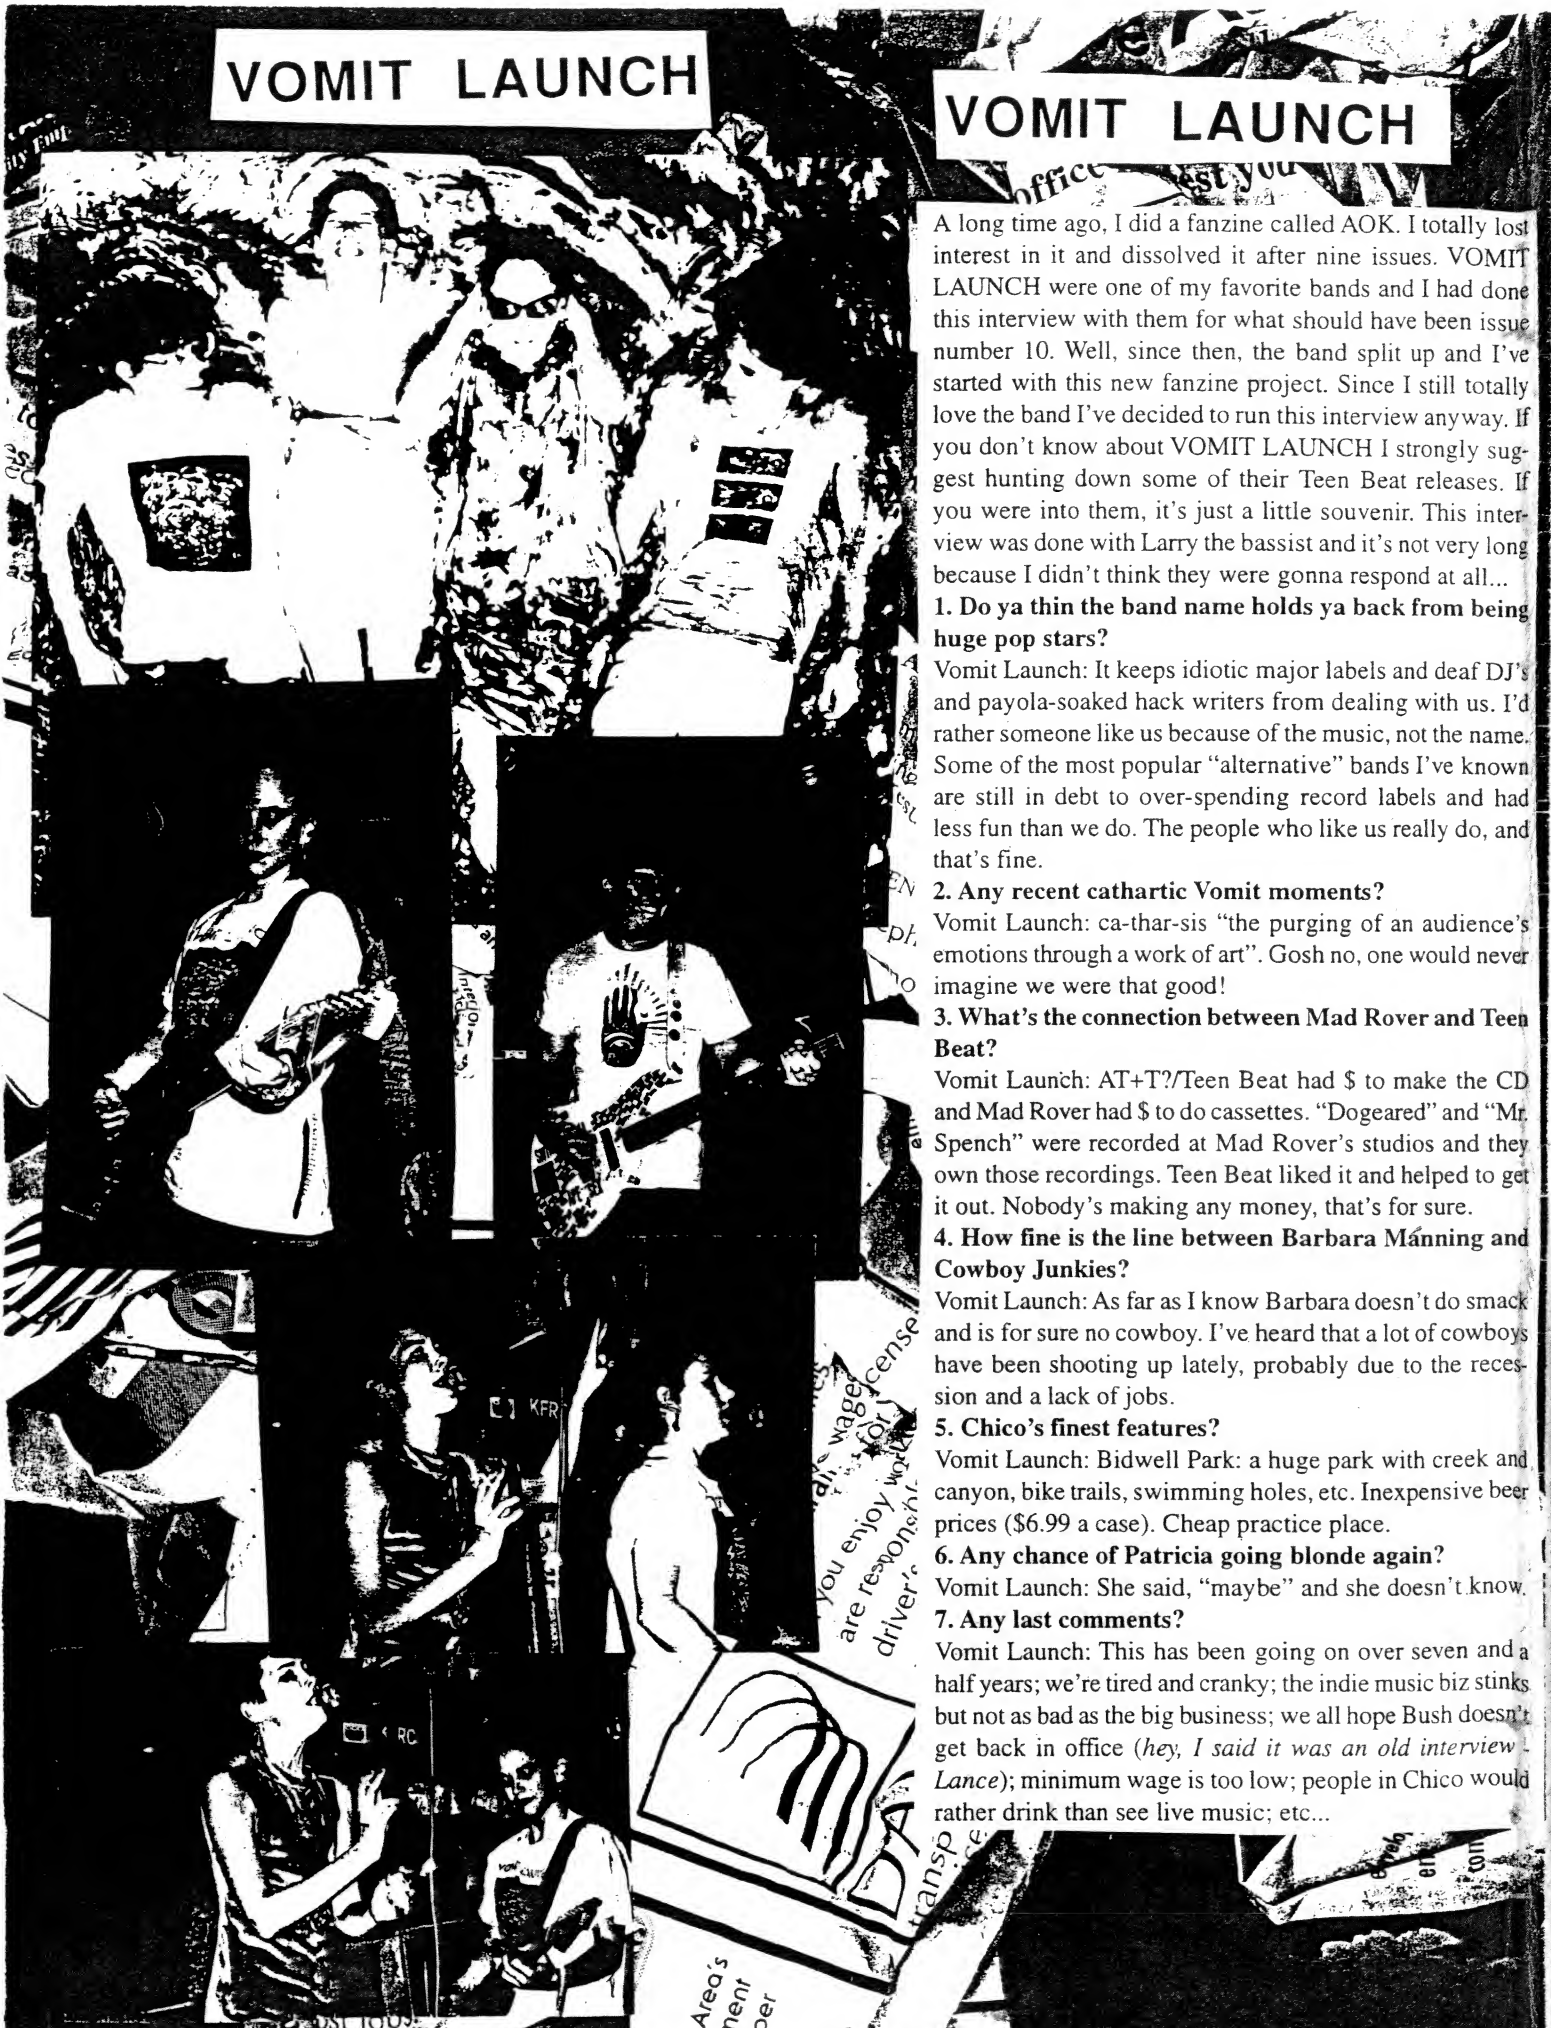 VOMIT LAUNCH
VOMIT LAUNCH
office
est you
A long time ago, I did a fanzine called AOK. I totally lost
interest in it and dissolved it after nine issues. VOMIT
LAUNCH were one of my favorite bands and I had done
this interview with them for what should have been issue
number 10. Well, since then, the band split up and I've
started with this new fanzine project. Since I still totally
love the band I've decided to run this interview anyway. If
you don't know about VOMIT LAUNCH I strongly sug-
gest hunting down some of their Teen Beat releases. If
you were into them, it's just a little souvenir. This inter-
view was done with Larry the bassist and it's not very long
because I didn't think they were gonna respond at all...
1. Do ya thin the band name holds ya back from being
huge pop stars?
Vomit Launch: It keeps idiotic major labels and deaf DJ's
and payola-soaked hack writers from dealing with us. I'd
rather someone like us because of the music, not the name.
Some of the most popular “alternative” bands I've known
are still in debt to over-spending record labels and had
less fun than we do. The people who like us really do, and
that's fine.
2. Any recent cathartic Vomit moments?
Vomit Launch: ca-thar-sis “the purging of an audience's
emotions through a work of art”. Gosh no, one would never
imagine we were that good!
3. What's the connection between Mad Rover and Teen
Beat?
Vomit Launch: AT+T?/Teen Beat had $ to make the CD
and Mad Rover had $ to do cassettes. “Dogeared” and “Mr.
Spench” were recorded at Mad Rover's studios and they
own those recordings. Teen Beat liked it and helped to get
it out. Nobody's making any money, that's for sure.
4. How fine is the line between Barbara Manning and
Cowboy Junkies?
Vomit Launch: As far as I know Barbara doesn't do smack
and is for sure no cowboy. I've heard that a lot of cowboys
have been shooting up lately, probably due to the reces-
sion and a lack of jobs.
5. Chico's finest features?
Vomit Launch: Bidwell Park: a huge park with creek and
canyon, bike trails, swimming holes, etc. Inexpensive beer
prices ($6.99 a case). Cheap practice place.
6. Any chance of Patricia going blonde again?
Vomit Launch: She said, “maybe” and she doesn't know.
7. Any last comments?
Vomit Launch: This has been going on over seven and a
half years; we're tired and cranky; the indie music biz stinks
but not as bad as the big business; we all hope Bush doesn't
get back in office (hey, I said it was an old interview -
Lance); minimum wage is too low; people in Chico would
rather drink than see live music; etc...
KFR
RC
wage
for
license
you enjoy
are
driver's
transp
Area's